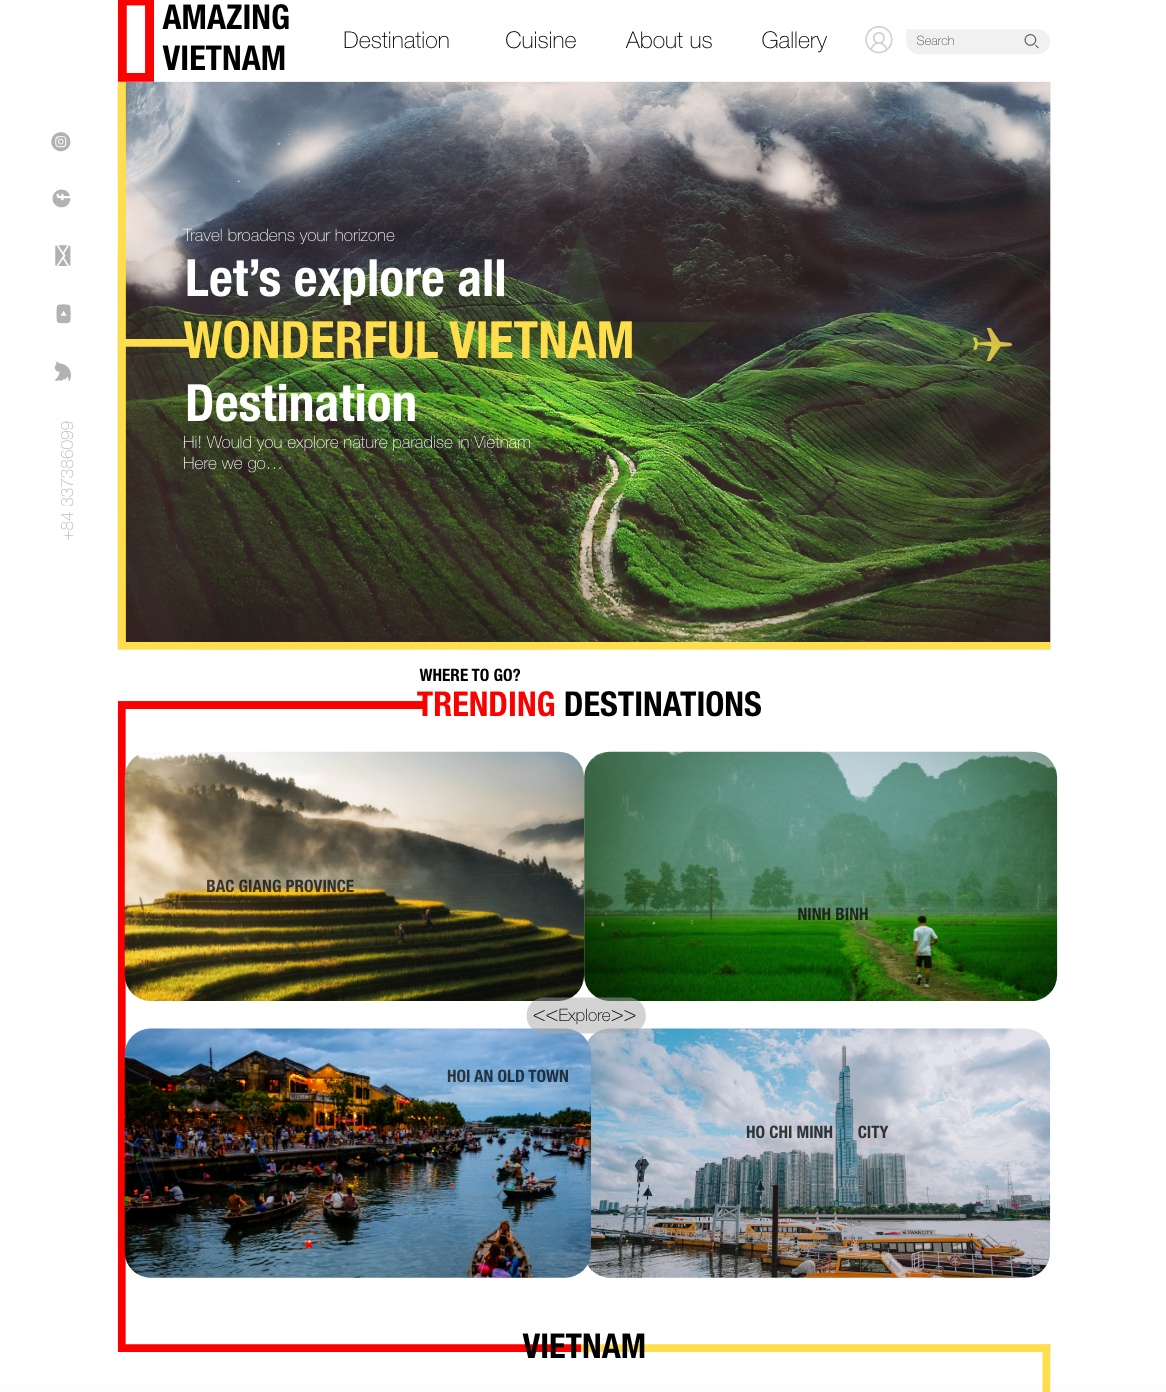 AMAZING
VIETNAM
Destination
Cuisine
About us
Gallery
Search
+84 337386099
Travel broadens your horizone
Let’s explore all
WONDERFUL VIETNAM
Destination
Hi! Would you explore nature paradise in Vietnam
Here we go...
WHERE TO GO?
TRENDING DESTINATIONS
BAC GIANG PROVINCE
NINH BINH
<<Explore>>
HOI AN OLD TOWN
HO CHI MINH CITY
VIETNAM